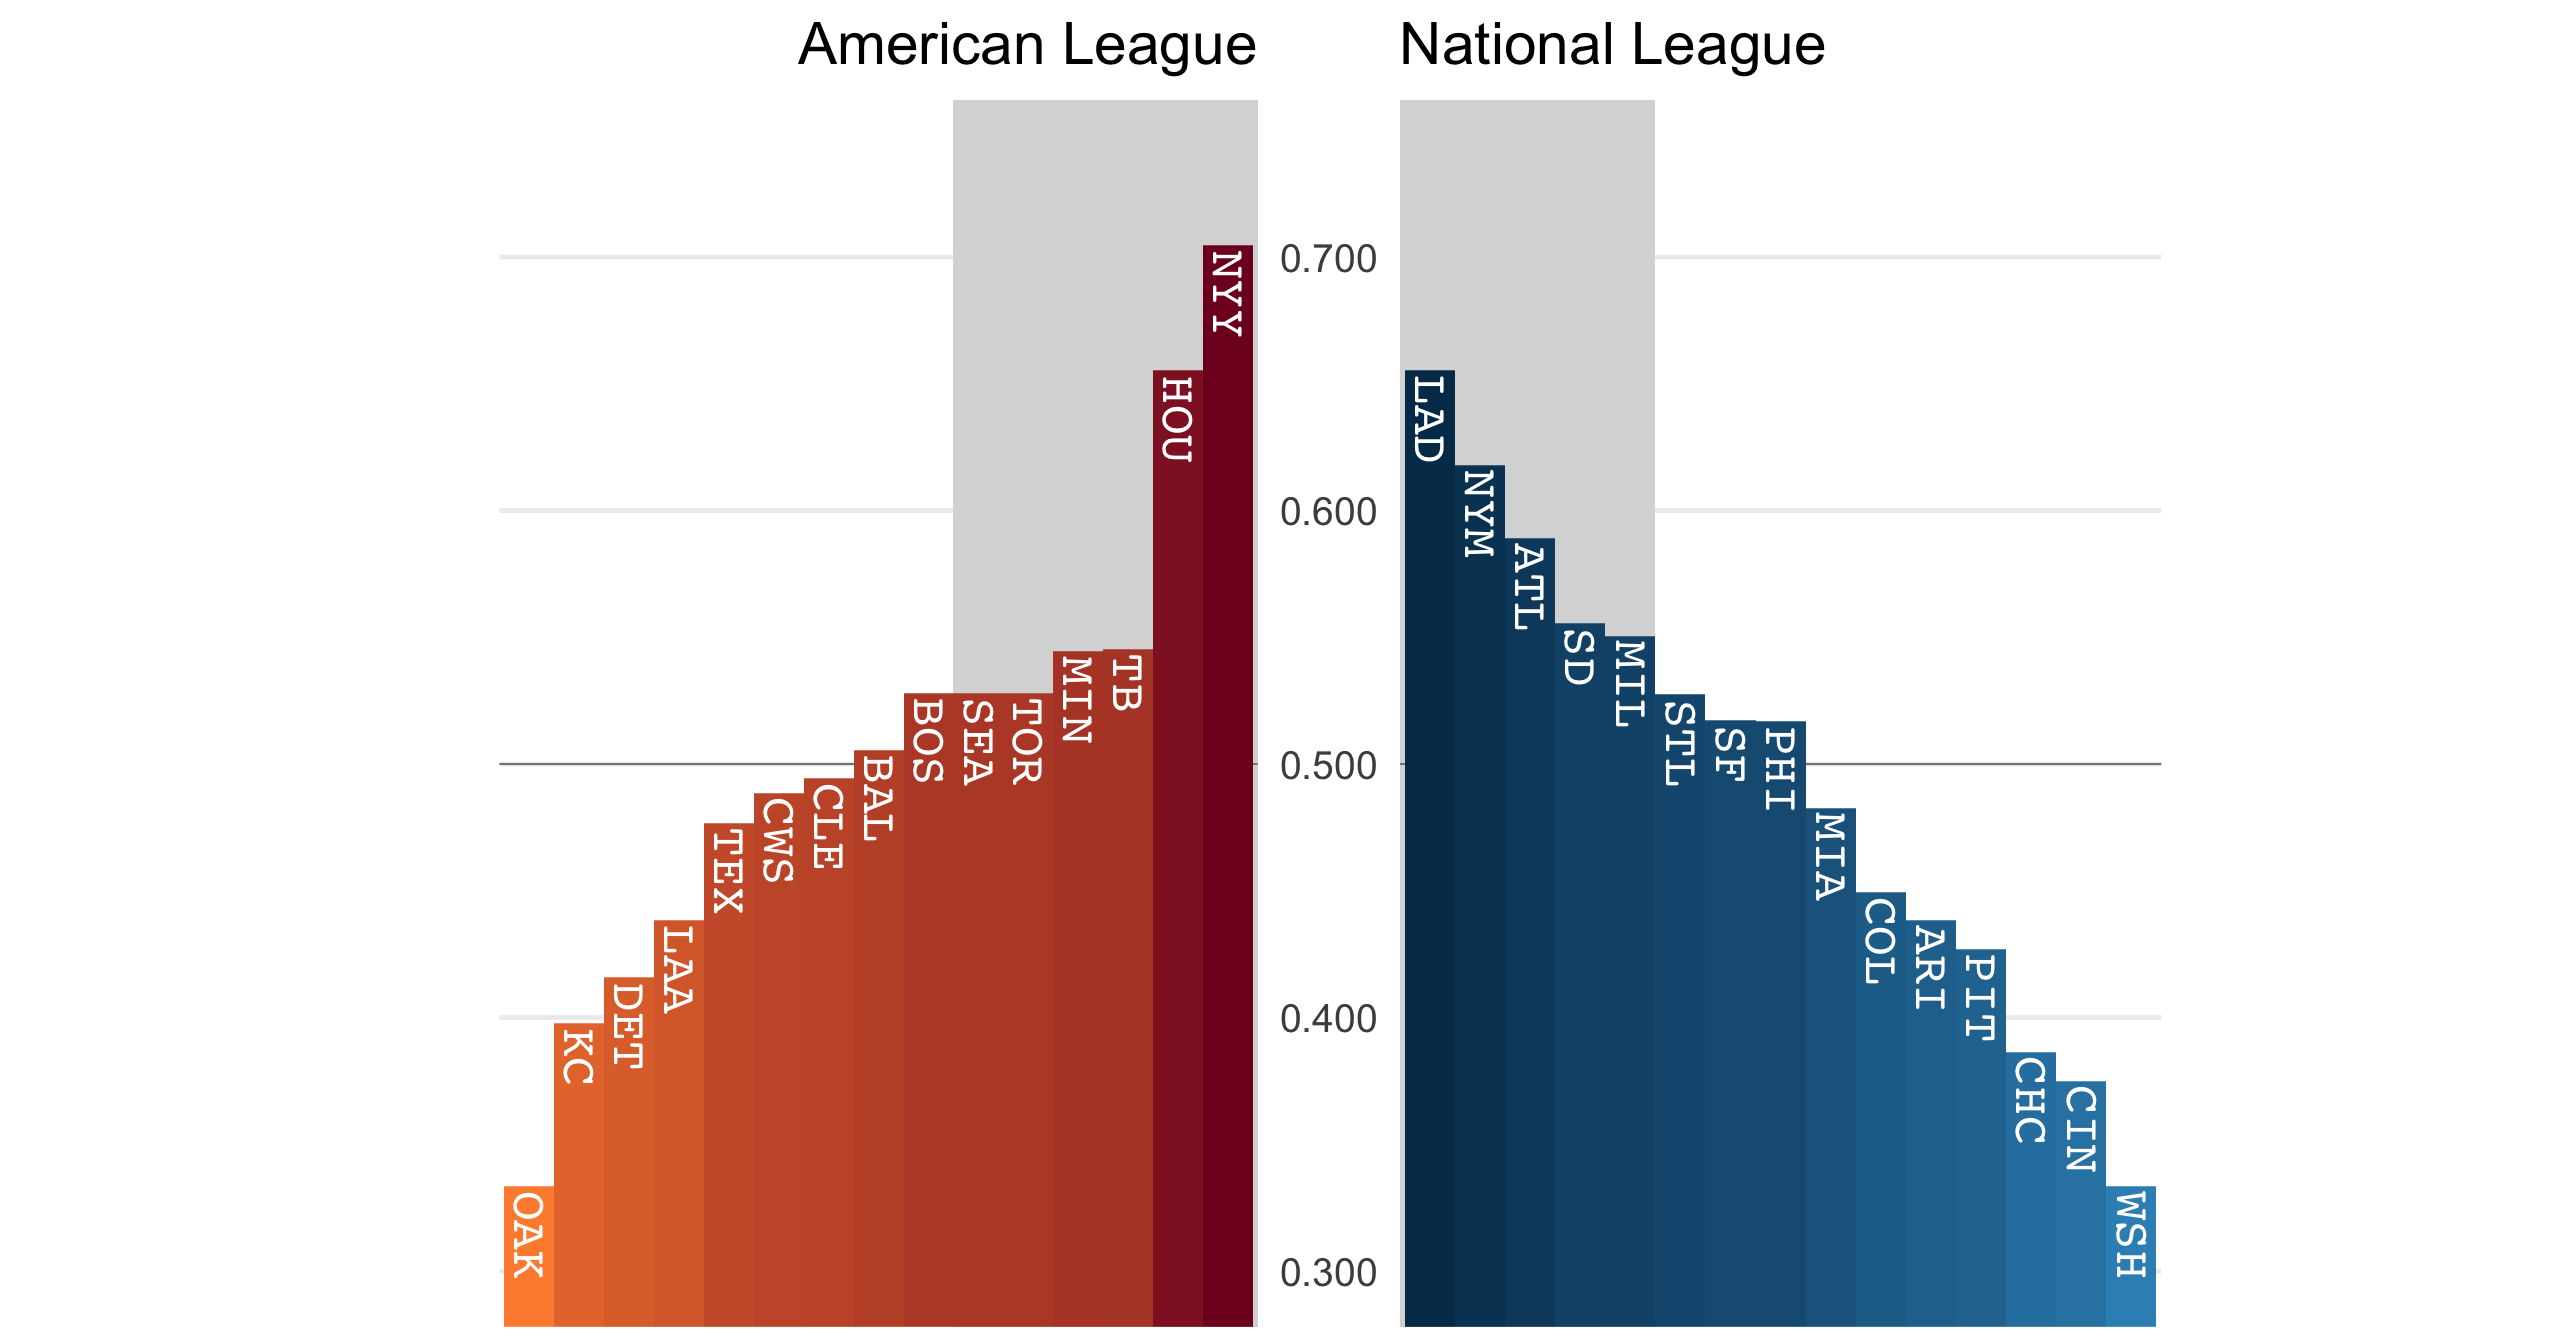 American League
National League
0.700
0.600
0.500
0.400
0.300
OAK
KC
DET
LAA
TEX
CWS
CLE
BAL
BOS
SEA
TOR
MIN
TB
HOU
NYY
LAD
NYM
ATL
SD
MIL
STL
SF
PHI
MIA
COL
ARI
PIT
CHC
CIN
WSH